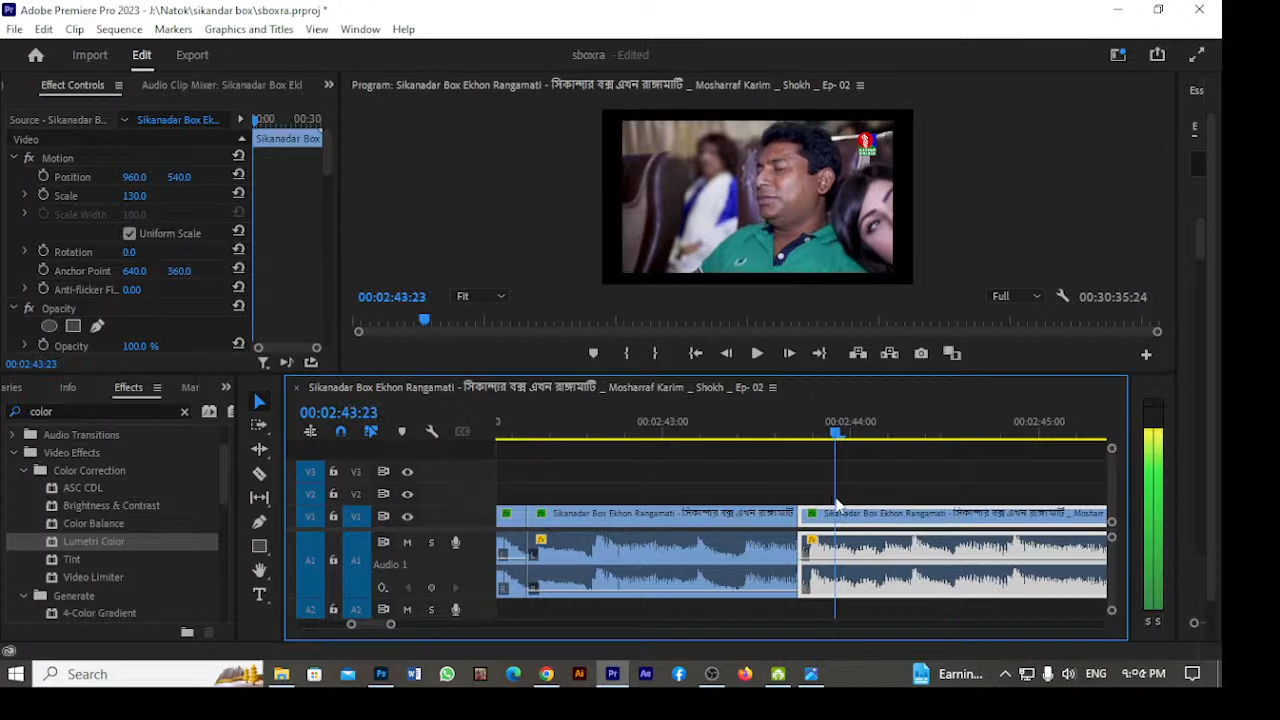 Adobe Premiere Pro 2023 - J:\Natok\sikandar box\sboxra.prproj *
File Edit Clip Sequence Markers Graphics and Titles View Window Help
Import Edit Export
sboxra - Edited
Effect Controls Audio Clip Mixer: Sikanadar Box Ekl
Program: Sikanadar Box Ekhon Rangamati - সিকান্দার বক্স এখন রাঙ্গামাটি _ Mosharraf Karim _ Shokh _ Ep- 02
Ess
Source - Sikanadar B... Sikanadar Box Ek...
:00:00 00:30
Video
Sikanadar Box
fx Motion
Position 960.0 540.0
Scale 130.0
Scale Width 100.0
Uniform Scale
Rotation 0.0
Anchor Point 640.0 360.0
Anti-flicker Fi... 0.00
fx Opacity
Opacity 100.0 %
00:02:43:23
00:02:43:23 Fit Full 00:30:35:24
aries Info Effects Mar
color
Audio Transitions
Video Effects
Color Correction
ASC CDL
Brightness & Contrast
Color Balance
Lumetri Color
Tint
Video Limiter
Generate
4-Color Gradient
Sikanadar Box Ekhon Rangamati - সিকান্দার বক্স এখন রাঙ্গামাটি _ Mosharraf Karim _ Shokh _ Ep- 02
00:02:43:23
00:02:43:00 00:02:44:00 00:02:45:00
V3 V3
V2 V2
V1 V1
Sikanadar Box Ekhon Rangamati - সিকান্দার বক্স এখন রাঙ্গামাটি
Sikanadar Box Ekhon Rangamati - সিকান্দার বক্স এখন রাঙ্গামাটি _ Mosharr
A1 A1 M S
Audio 1
A2 A2 M S
S S
Search
Earnin... ENG ৯:০৫ PM